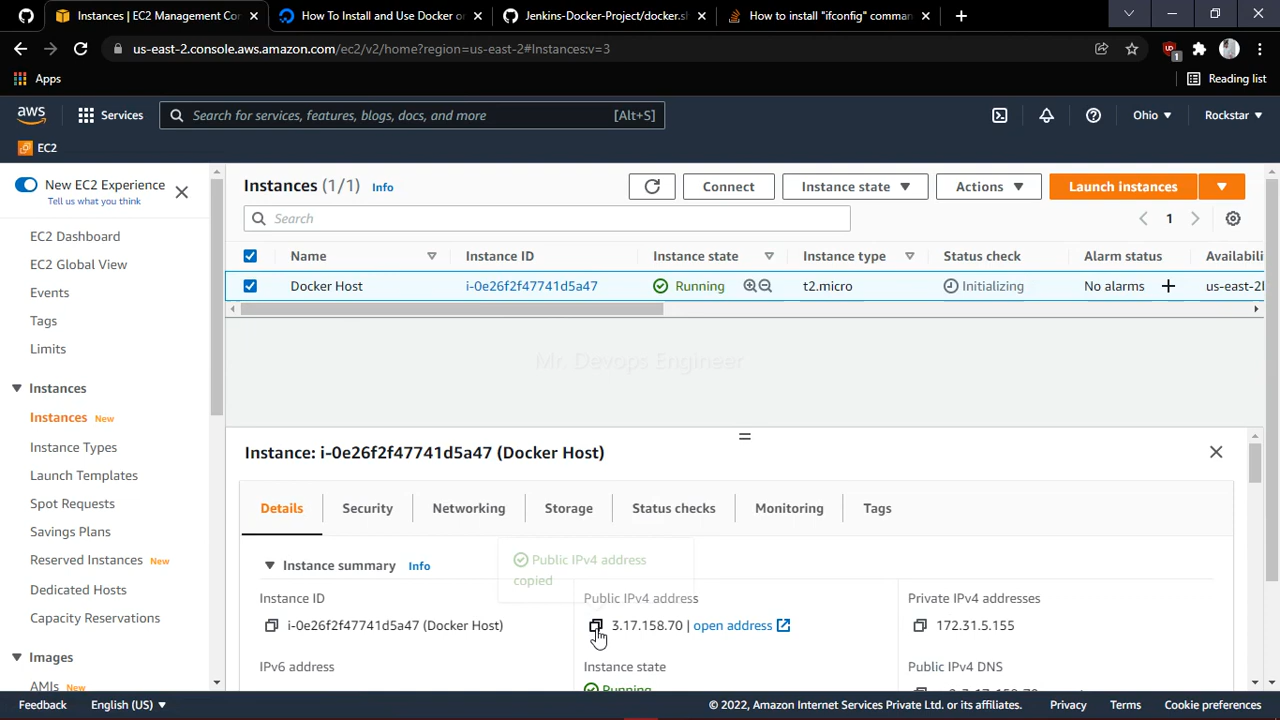 Instances | EC2 Management Co
How To Install and Use Docker o
Jenkins-Docker-Project/docker.s
How to install "ifconfig" comman
us-east-2.console.aws.amazon.com/ec2/v2/home?region=us-east-2#Instances:v=3
1
Apps
Reading list
aws
Services
Search for services, features, blogs, docs, and more
[Alt+S]
Ohio
Rockstar
EC2
New EC2 Experience
Tell us what you think
EC2 Dashboard
EC2 Global View
Events
Tags
Limits
Instances
Instances New
Instance Types
Launch Templates
Spot Requests
Savings Plans
Reserved Instances New
Dedicated Hosts
Capacity Reservations
Images
AMIs New
Instances (1/1) Info
Connect
Instance state
Actions
Launch instances
Search
1
Name Instance ID Instance state Instance type Status check Alarm status Availabili
Docker Host i-0e26f2f47741d5a47 Running t2.micro Initializing No alarms us-east-2
Mr. Devops Engineer
Instance: i-0e26f2f47741d5a47 (Docker Host)
Details Security Networking Storage Status checks Monitoring Tags
Public IPv4 address
copied
Instance summary Info
Instance ID
i-0e26f2f47741d5a47 (Docker Host)
Public IPv4 address
3.17.158.70 | open address
Private IPv4 addresses
172.31.5.155
IPv6 address
Instance state
Running
Public IPv4 DNS
Feedback English (US)
© 2022, Amazon Internet Services Private Ltd. or its affiliates.
Privacy Terms Cookie preferences